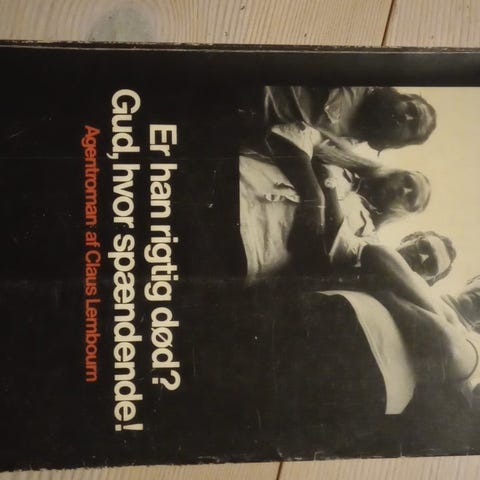 Er han rigtig død?
Gud, hvor spændende!
Agentroman af Claus Lembourn